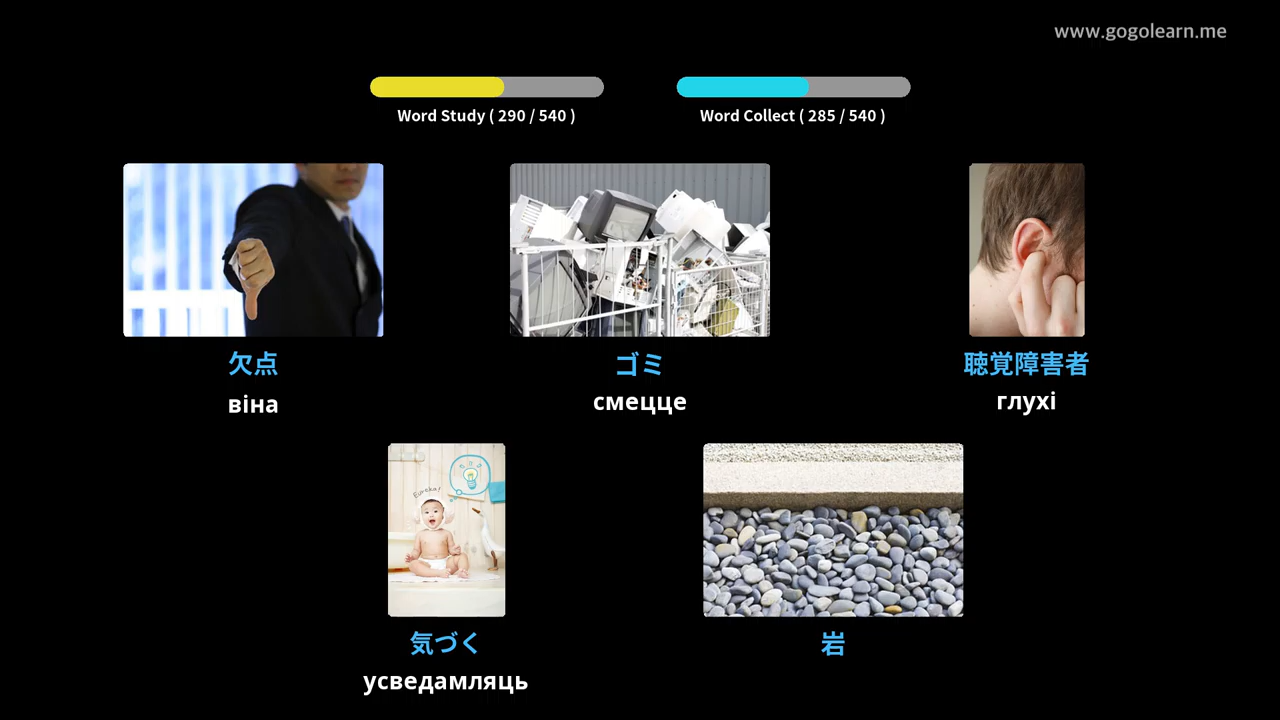 www.gogolearn.me
Word Study ( 290 / 540 )
Word Collect ( 285 / 540 )
欠点
віна
ゴミ
смецце
聴覚障害者
глухі
Eureka!
気づく
усведамляць
岩